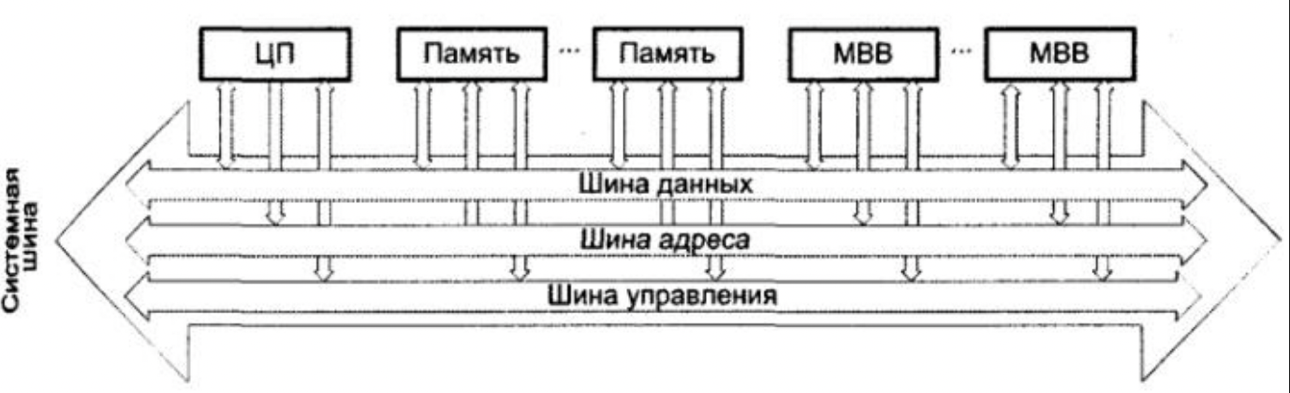 ЦП
Память
...
Память
МВВ
...
МВВ
Системная
шина
Шина данных
Шина адреса
Шина управления